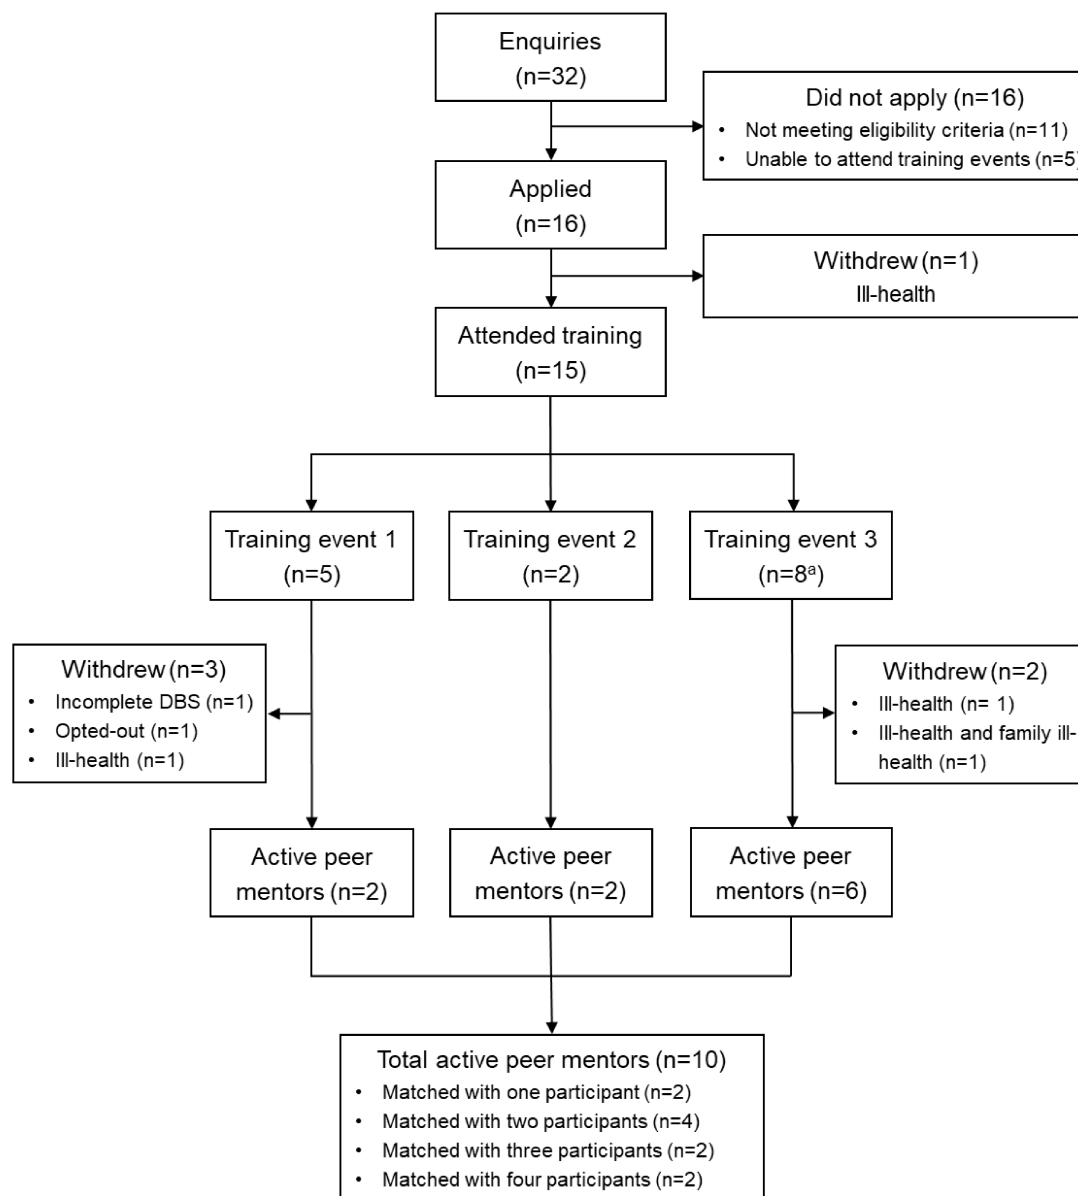 Enquiries
(n=32)
Did not apply (n=16)
• Not meeting eligibility criteria (n=11)
• Unable to attend training events (n=5)
Applied
(n=16)
Withdrew (n=1)
Ill-health
Attended training
(n=15)
Training event 1
(n=5)
Training event 2
(n=2)
Training event 3
(n=8ᵃ)
Withdrew (n=3)
• Incomplete DBS (n=1)
• Opted-out (n=1)
• Ill-health (n=1)
Withdrew (n=2)
• Ill-health (n= 1)
• Ill-health and family ill-
health (n=1)
Active peer
mentors (n=2)
Active peer
mentors (n=2)
Active peer
mentors (n=6)
Total active peer mentors (n=10)
• Matched with one participant (n=2)
• Matched with two participants (n=4)
• Matched with three participants (n=2)
• Matched with four participants (n=2)